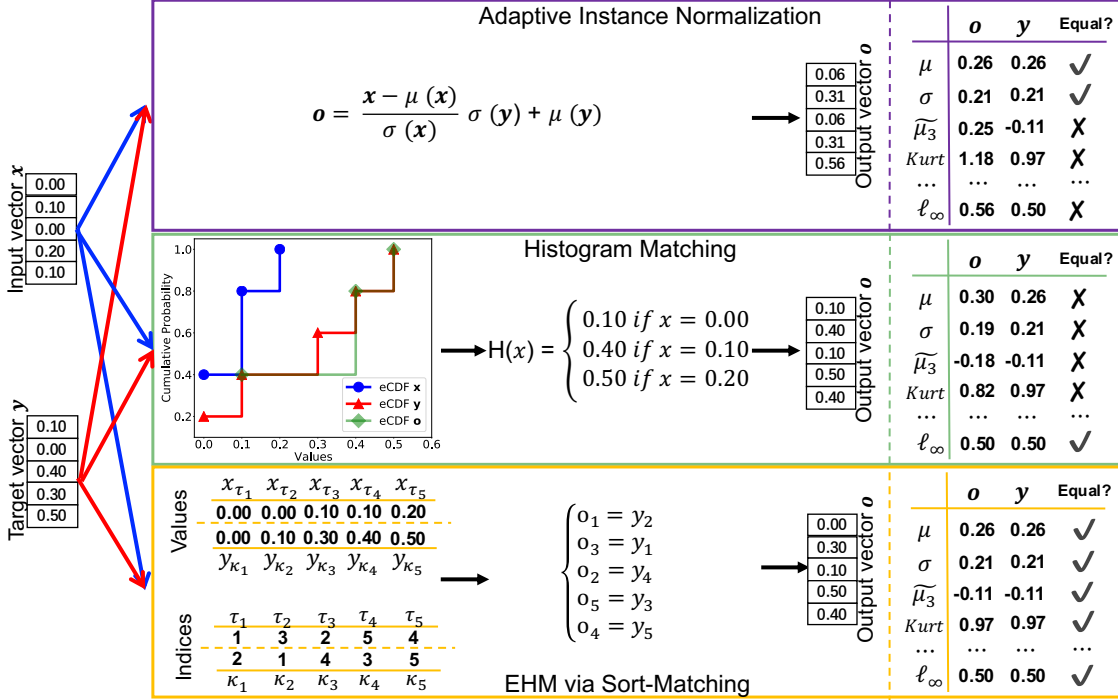 Input vector x
0.00
0.10
0.00
0.20
0.10
Target vector y
0.10
0.00
0.40
0.30
0.50
Adaptive Instance Normalization
o = (x − μ (x)) / σ (x) σ (y) + μ (y)
0.06
0.31
0.06
0.31
0.56
Output vector o
o y Equal?
μ 0.26 0.26 ✓
σ 0.21 0.21 ✓
μ̃₃ 0.25 -0.11 ✗
Kurt 1.18 0.97 ✗
... ... ... ...
ℓ∞ 0.56 0.50 ✗
Histogram Matching
Cumulative Probability
1.0
0.8
0.6
0.4
0.2
0.0 0.1 0.2 0.3 0.4 0.5 0.6
Values
eCDF x
eCDF y
eCDF o
H(x) =
0.10 if x = 0.00
0.40 if x = 0.10
0.50 if x = 0.20
0.10
0.40
0.10
0.50
0.40
Output vector o
o y Equal?
μ 0.30 0.26 ✗
σ 0.19 0.21 ✗
μ̃₃ -0.18 -0.11 ✗
Kurt 0.82 0.97 ✗
... ... ... ...
ℓ∞ 0.50 0.50 ✓
Values
x_τ₁ x_τ₂ x_τ₃ x_τ₄ x_τ₅
0.00 0.00 0.10 0.10 0.20
0.00 0.10 0.30 0.40 0.50
y_κ₁ y_κ₂ y_κ₃ y_κ₄ y_κ₅
Indices
τ₁ τ₂ τ₃ τ₄ τ₅
1 3 2 5 4
2 1 4 3 5
κ₁ κ₂ κ₃ κ₄ κ₅
o₁ = y₂
o₃ = y₁
o₂ = y₄
o₅ = y₃
o₄ = y₅
0.00
0.30
0.10
0.50
0.40
Output vector o
EHM via Sort-Matching
o y Equal?
μ 0.26 0.26 ✓
σ 0.21 0.21 ✓
μ̃₃ -0.11 -0.11 ✓
Kurt 0.97 0.97 ✓
... ... ... ...
ℓ∞ 0.50 0.50 ✓